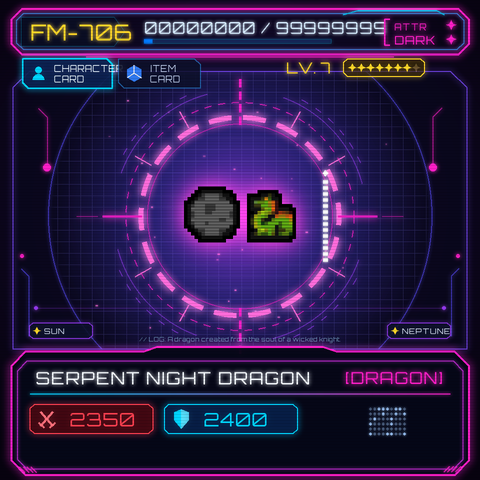 FM-706
00000000 / 99999999
ATTR
DARK
CHARACTER
CARD
ITEM
CARD
LV.7
SUN
NEPTUNE
// LOG: A dragon created from the soul of a wicked knight.
SERPENT NIGHT DRAGON
[DRAGON]
2350
2400